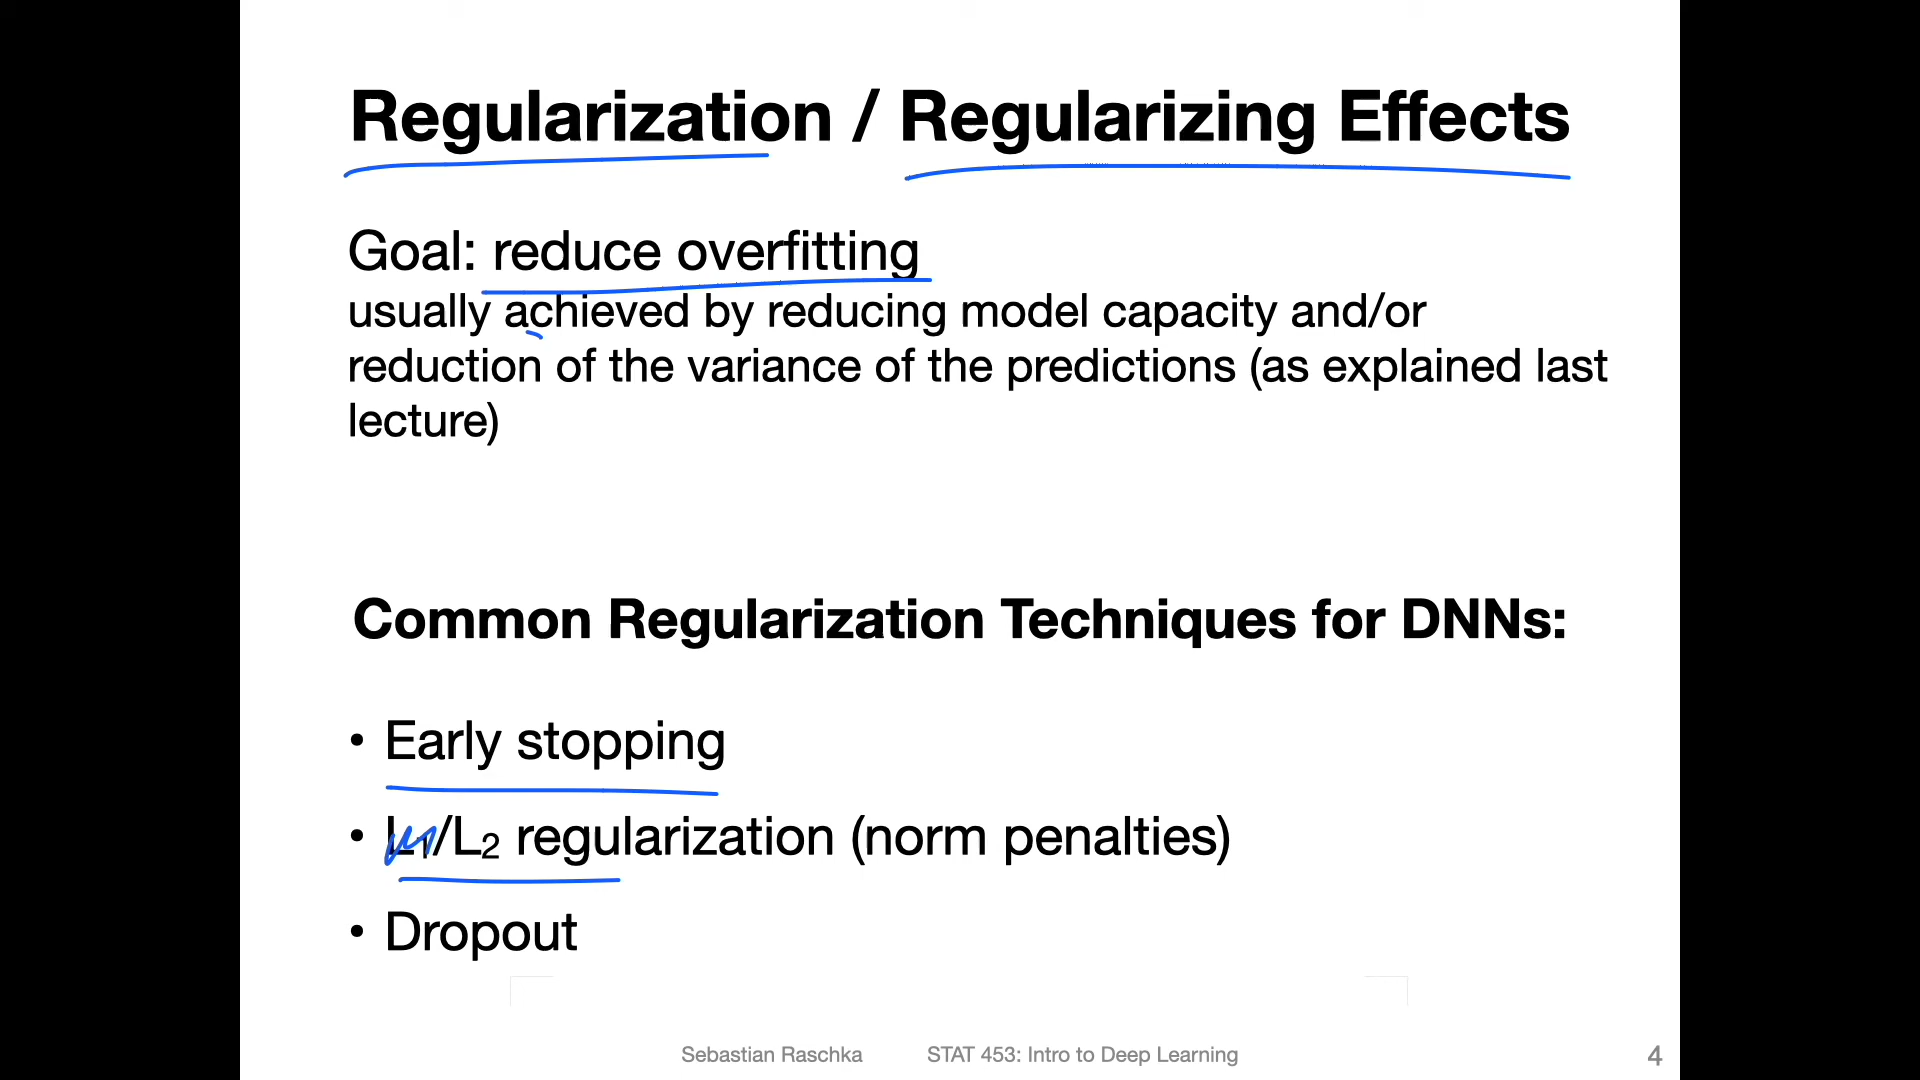 Regularization / Regularizing Effects
Goal: reduce overfitting
usually achieved by reducing model capacity and/or
reduction of the variance of the predictions (as explained last
lecture)
Common Regularization Techniques for DNNs:
• Early stopping
• L₁/L₂ regularization (norm penalties)
• Dropout
Sebastian Raschka STAT 453: Intro to Deep Learning 4